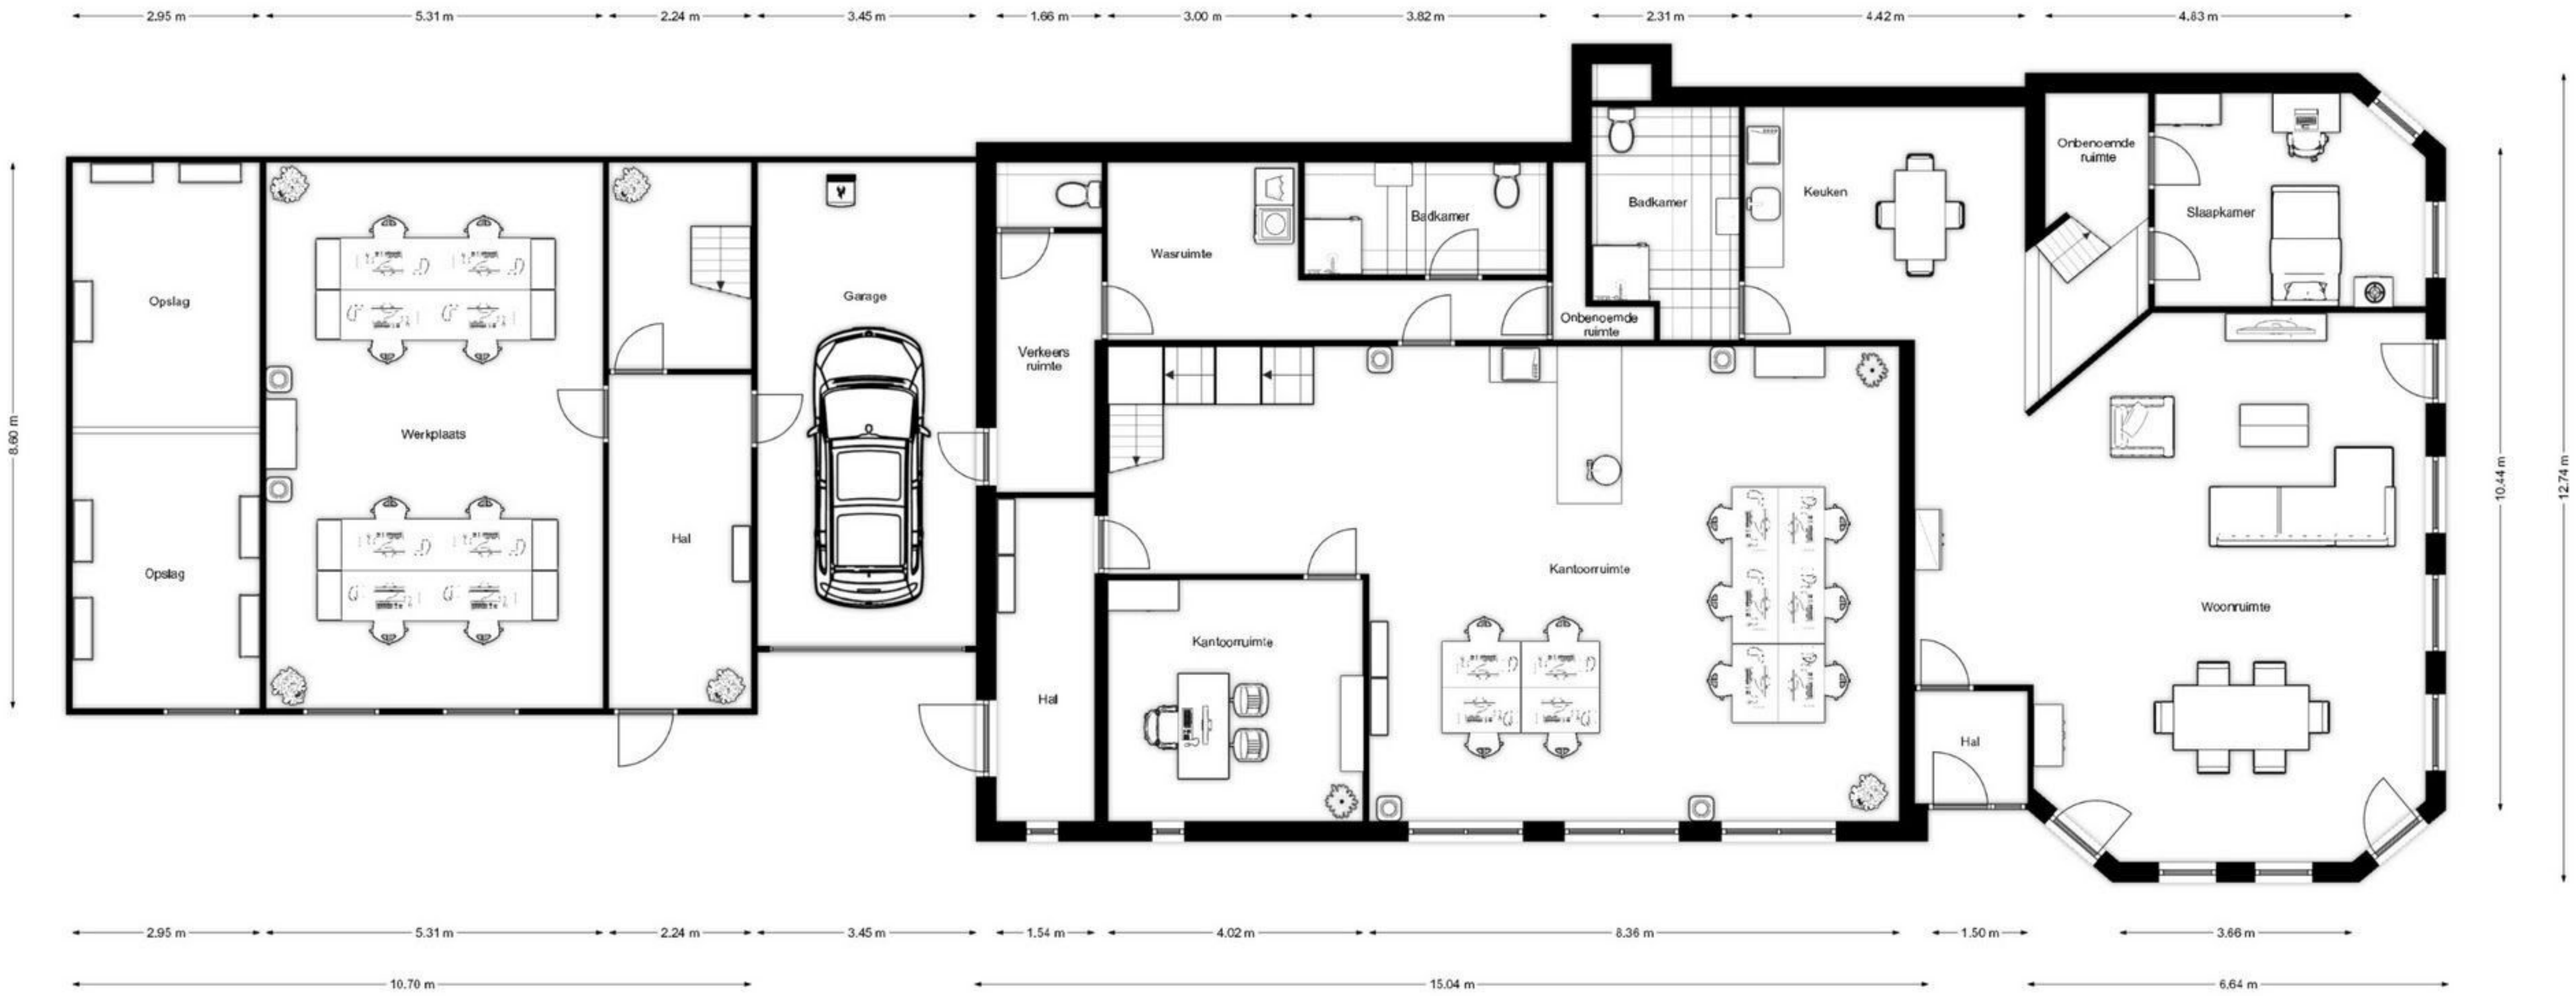 2.95 m 5.31 m 2.24 m 3.45 m 1.66 m 3.00 m 3.82 m 2.31 m 4.42 m 4.83 m
Onbenoemde
ruimte
Keuken
Badkamer
Slaapkamer
Badkamer
Wasruimte
Garage
Opslag
Onbenoemde
ruimte
Verkeers
ruimte
8.60 m
Werkplaats
10.44 m
12.74 m
Hal
Kantoorruimte
Opslag
Woonruimte
Kantoorruimte
Hal
Hal
2.95 m 5.31 m 2.24 m 3.45 m 1.54 m 4.02 m 8.36 m 1.50 m 3.66 m
10.70 m 15.04 m 6.64 m